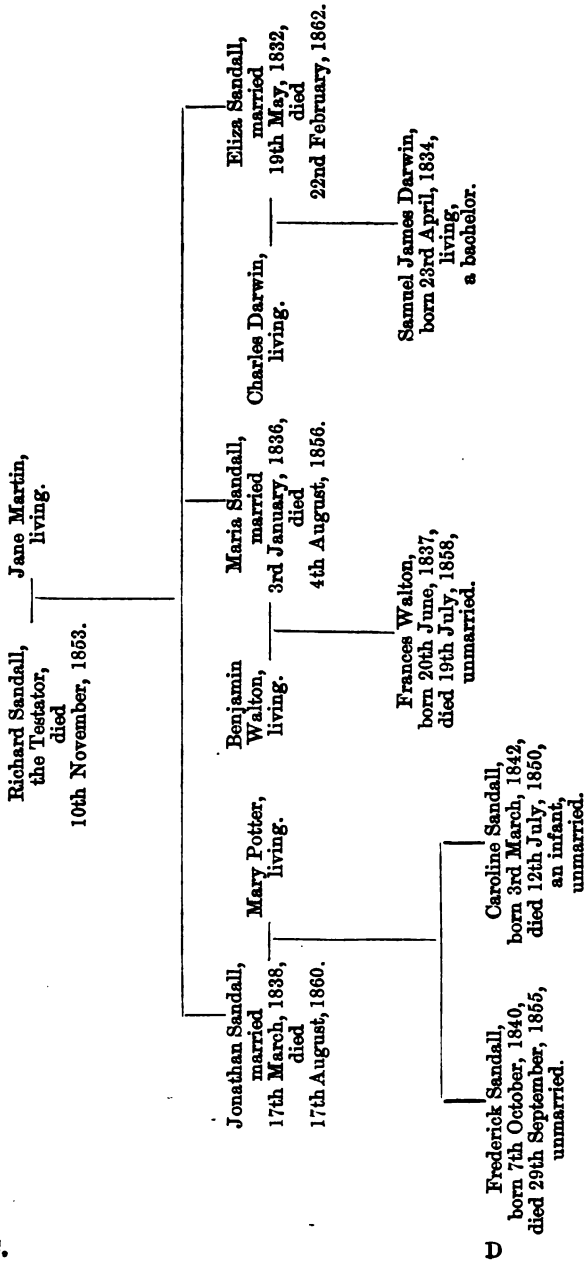 Richard Sandall,
the Testator,
died
10th November, 1853.
Jane Martin,
living.
Jonathan Sandall,
married
17th March, 1838,
died
17th August, 1860.
Mary Potter,
living.
Benjamin
Walton,
living.
Maria Sandall,
married
3rd January, 1836,
died
4th August, 1856.
Charles Darwin,
living.
Eliza Sandall,
married
19th May, 1832,
died
22nd February, 1862.
Frederick Sandall,
born 7th October, 1840,
died 29th September, 1855,
unmarried.
Caroline Sandall,
born 3rd March, 1842,
died 12th July, 1850,
an infant,
unmarried.
Frances Walton,
born 20th June, 1837,
died 19th July, 1858,
unmarried.
Samuel James Darwin,
born 23rd April, 1834,
living,
a bachelor.
D